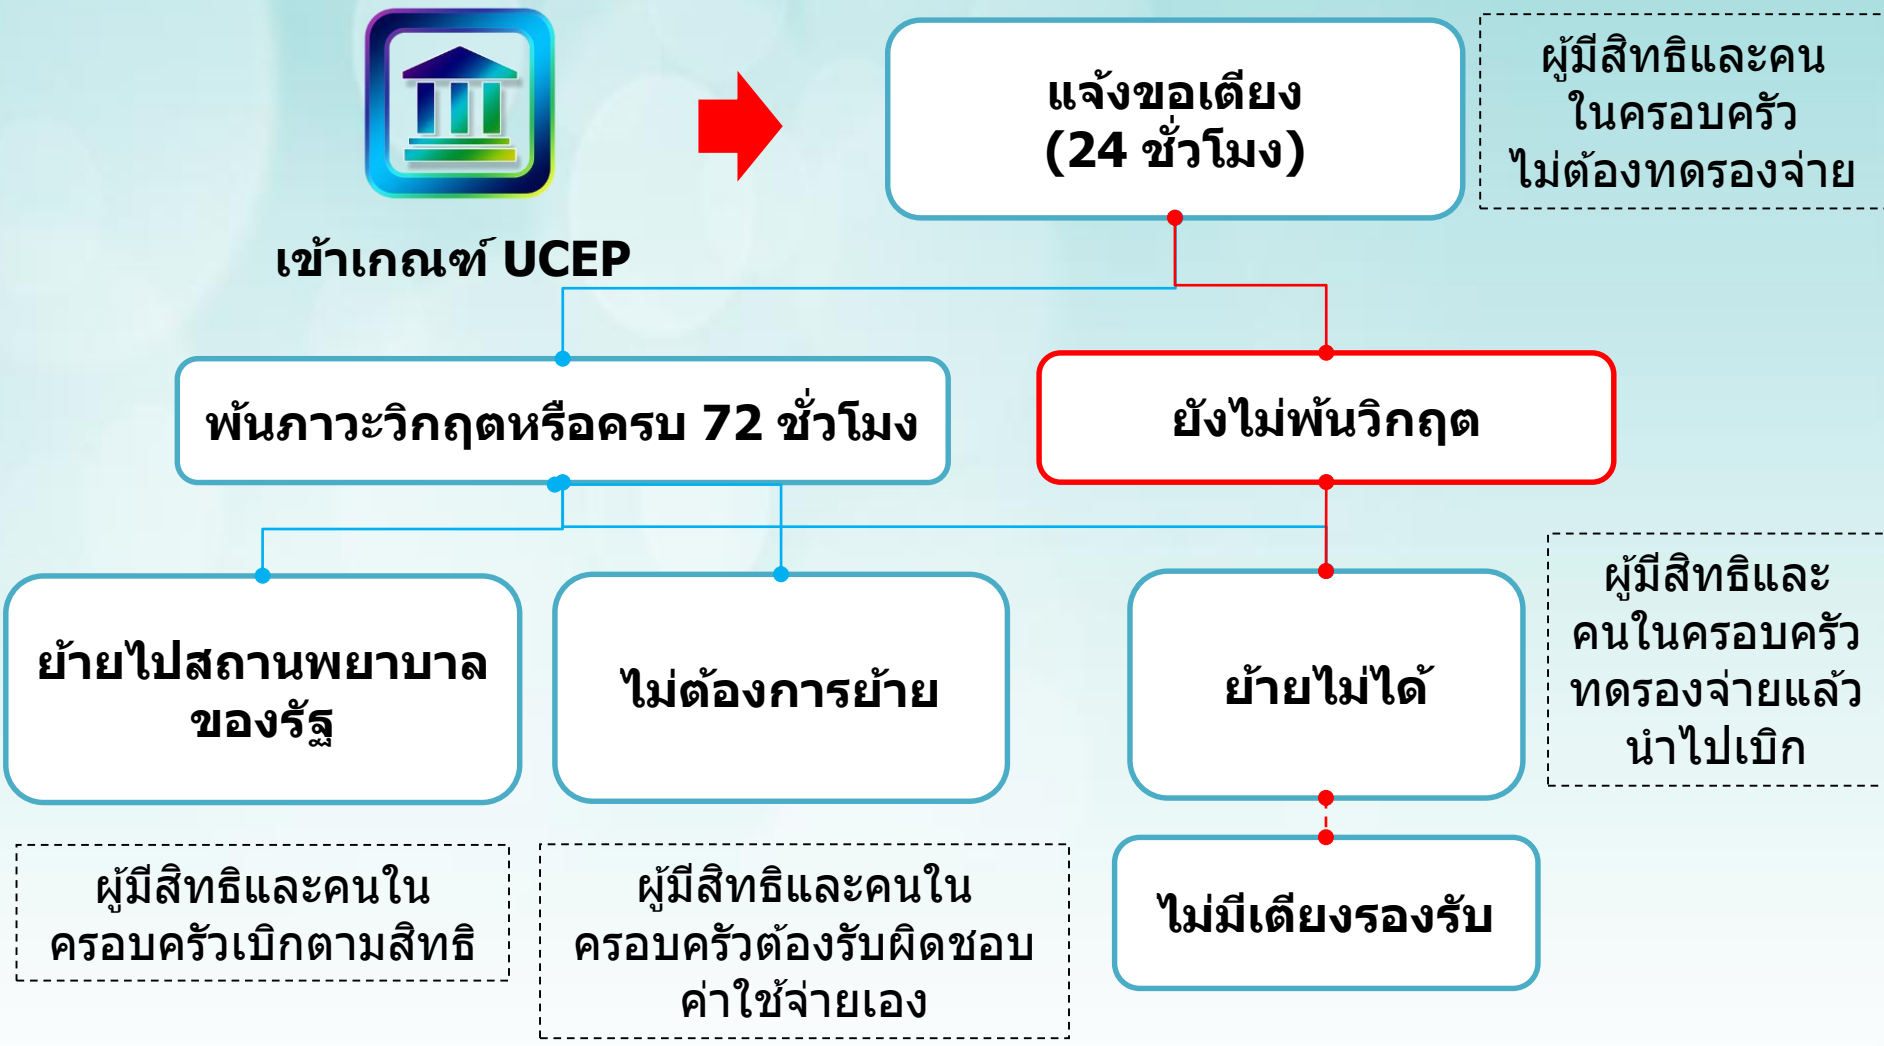 เข้าเกณฑ์ UCEP
แจ้งขอเตียง
(24 ชั่วโมง)
ผู้มีสิทธิและคน
ในครอบครัว
ไม่ต้องทดรองจ่าย
พ้นภาวะวิกฤตหรือครบ 72 ชั่วโมง
ยังไม่พ้นวิกฤต
ย้ายไปสถานพยาบาล
ของรัฐ
ไม่ต้องการย้าย
ย้ายไม่ได้
ผู้มีสิทธิและ
คนในครอบครัว
ทดรองจ่ายแล้ว
นำไปเบิก
ผู้มีสิทธิและคนใน
ครอบครัวเบิกตามสิทธิ
ผู้มีสิทธิและคนใน
ครอบครัวต้องรับผิดชอบ
ค่าใช้จ่ายเอง
ไม่มีเตียงรองรับ